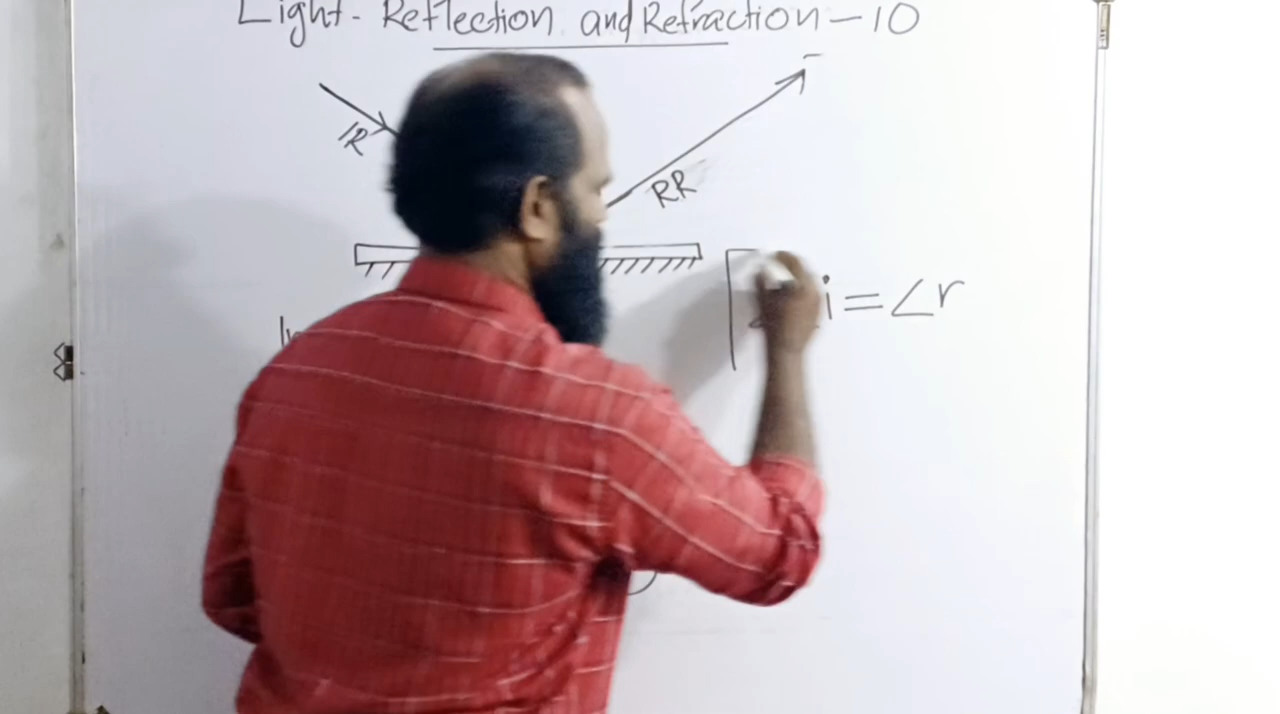 Light - Reflection and Refraction - 10
IR
RR
i = ∠r